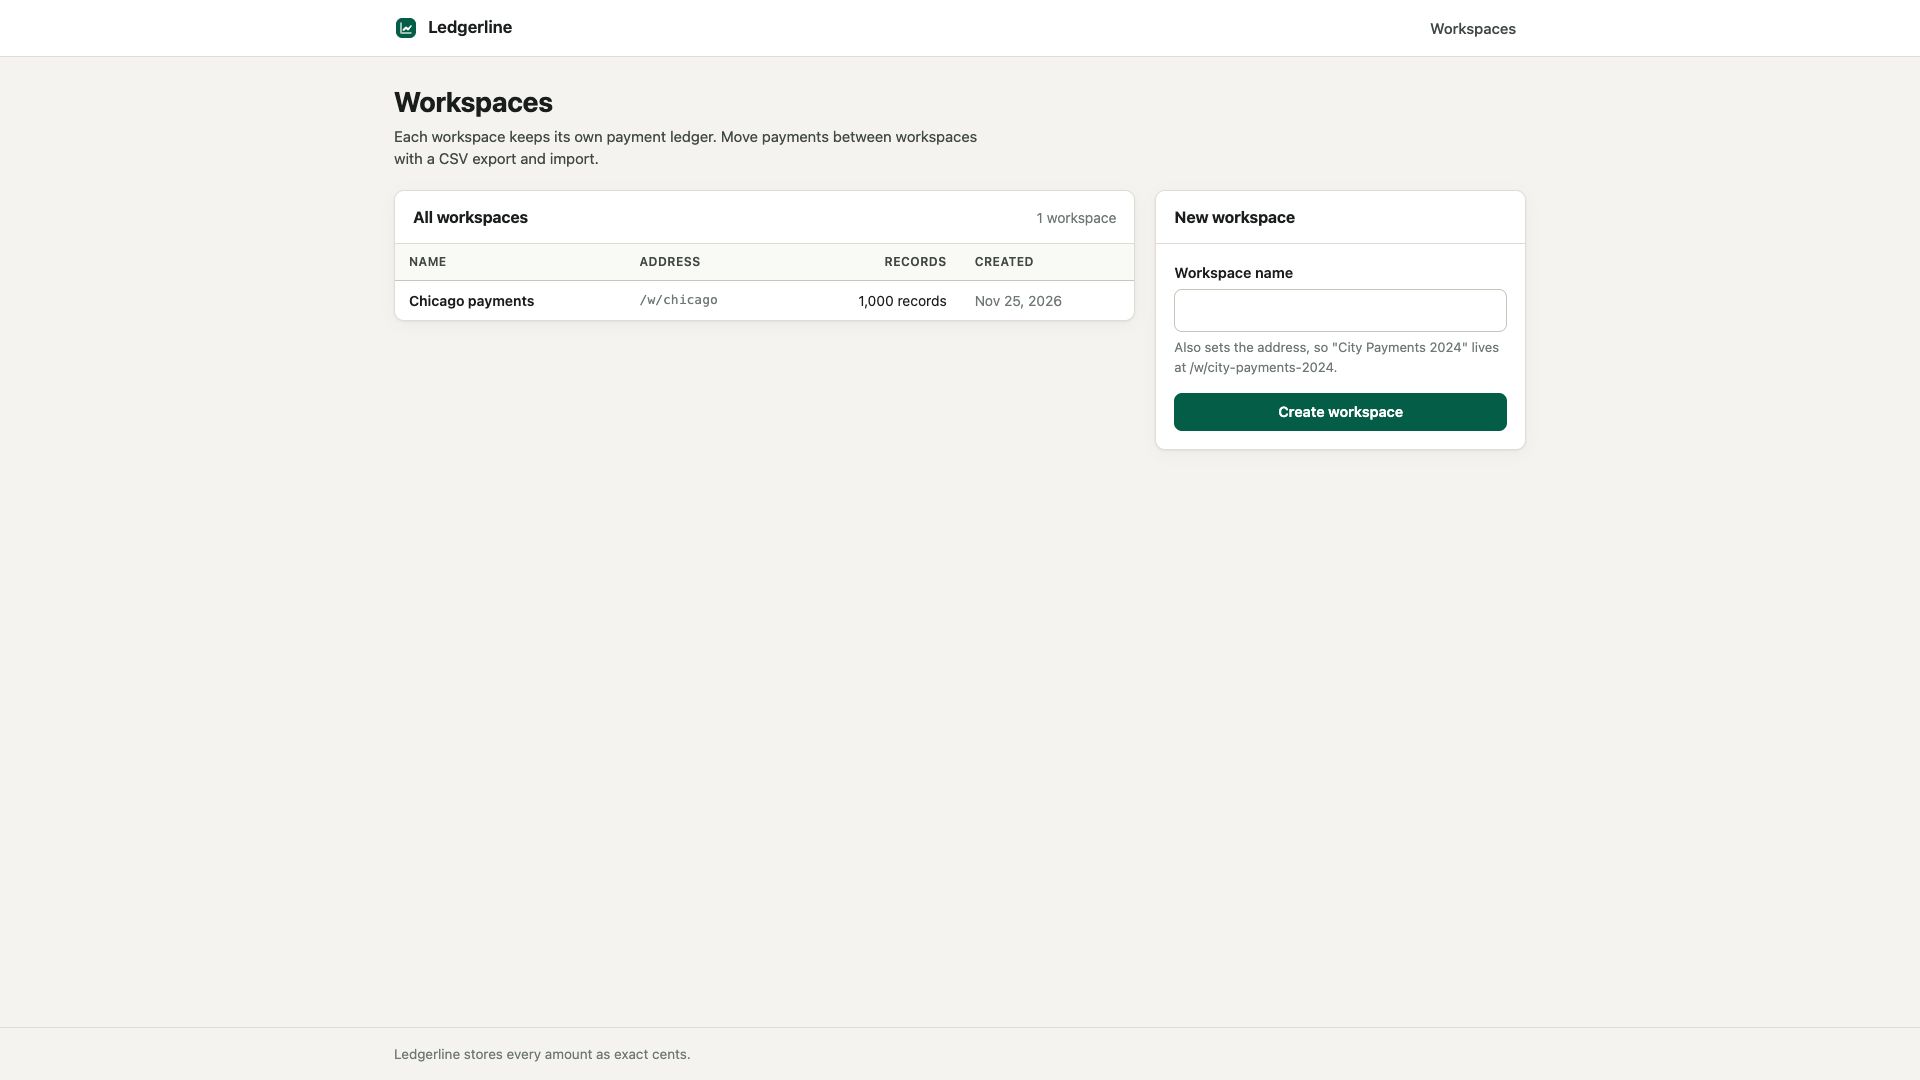 Ledgerline
Workspaces
Workspaces
Each workspace keeps its own payment ledger. Move payments between workspaces
with a CSV export and import.
All workspaces
1 workspace
NAME ADDRESS RECORDS CREATED
Chicago payments /w/chicago 1,000 records Nov 25, 2026
New workspace
Workspace name
Also sets the address, so "City Payments 2024" lives
at /w/city-payments-2024.
Create workspace
Ledgerline stores every amount as exact cents.